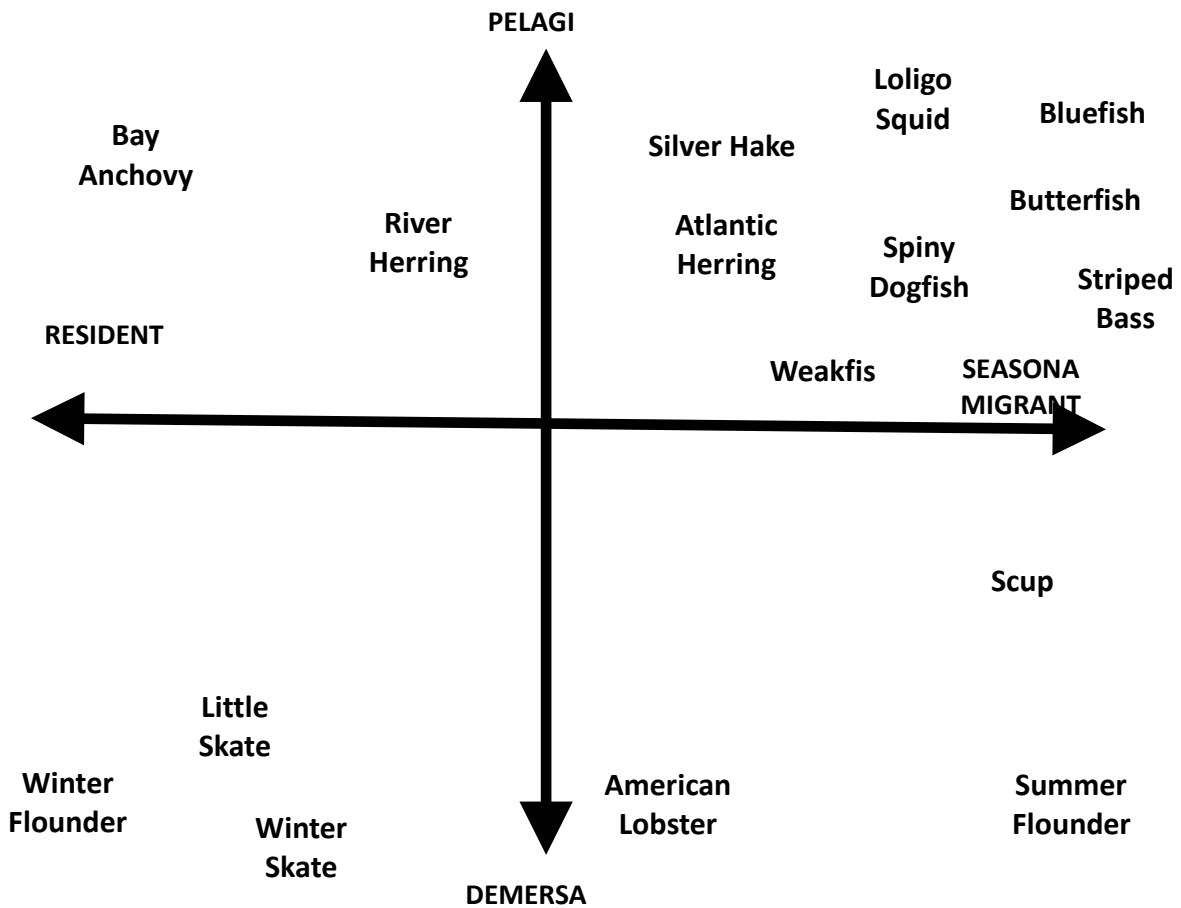 PELAGI
Loligo
Squid
Bluefish
Bay
Anchovy
Silver Hake
Butterfish
River
Herring
Atlantic
Herring
Spiny
Dogfish
Striped
Bass
RESIDENT
Weakfis
SEASONA
MIGRANT
Scup
Little
Skate
Winter
Flounder
American
Lobster
Summer
Flounder
Winter
Skate
DEMERSA